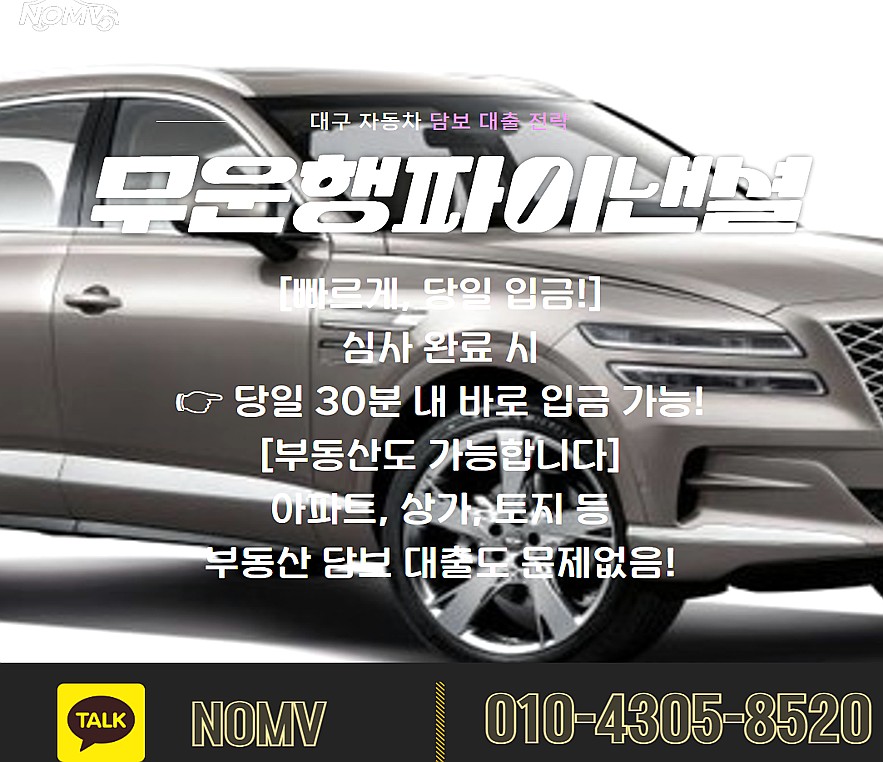 NOMV
대구 자동차 담보 대출 전략
무운행파이낸셜
[빠르게, 당일 입금!]
심사 완료 시
👉 당일 30분 내 바로 입금 가능!
[부동산도 가능합니다]
아파트, 상가, 토지 등
부동산 담보 대출도 문제없음!
TALK
NOMV
010-4305-8520